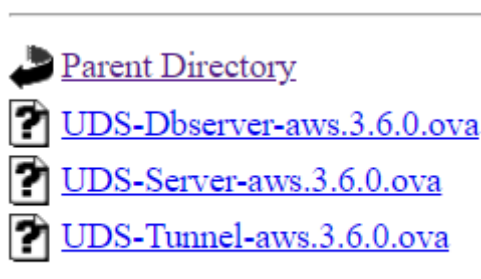 Parent Directory
UDS-Dbserver-aws.3.6.0.ova
UDS-Server-aws.3.6.0.ova
UDS-Tunnel-aws.3.6.0.ova